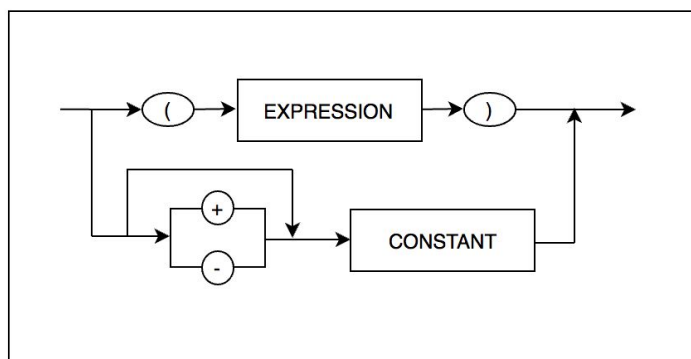 ( EXPRESSION )
+
CONSTANT
-